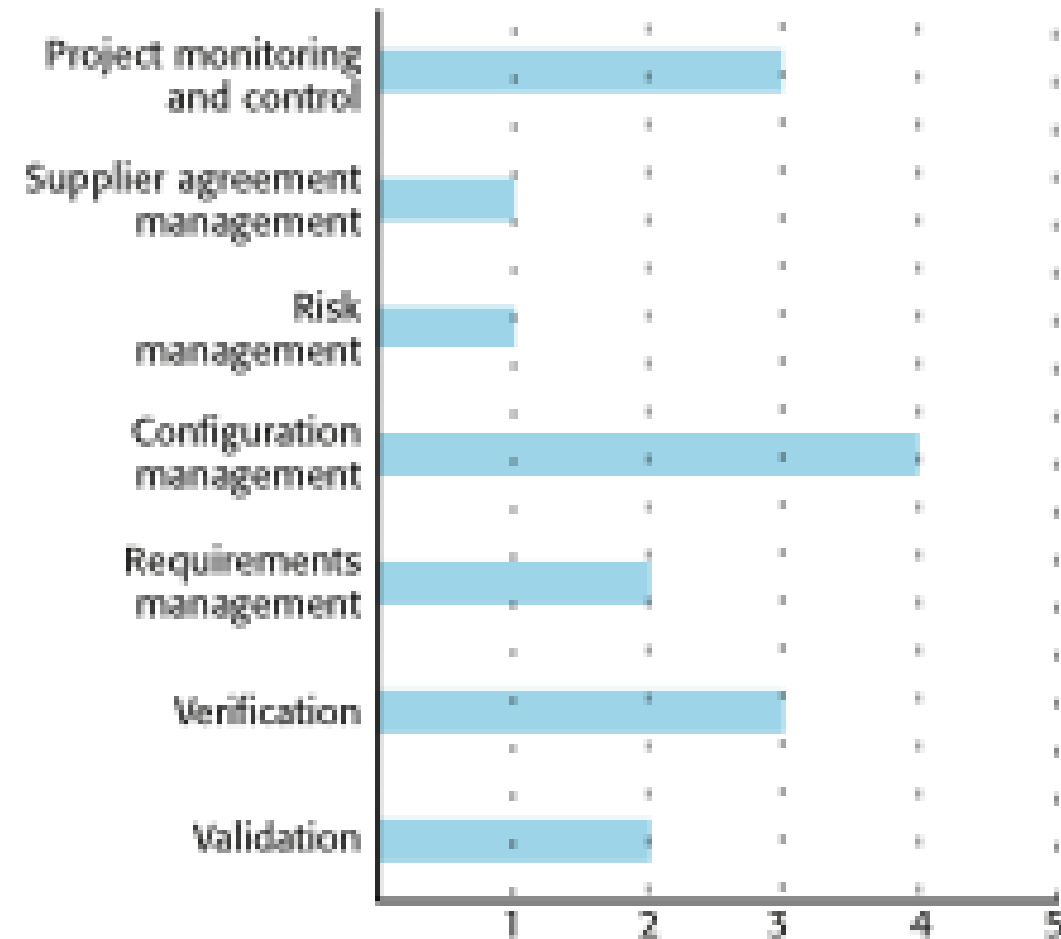 Project monitoring
and control
Supplier agreement
management
Risk
management
Configuration
management
Requirements
management
Verification
Validation
1 2 3 4 5